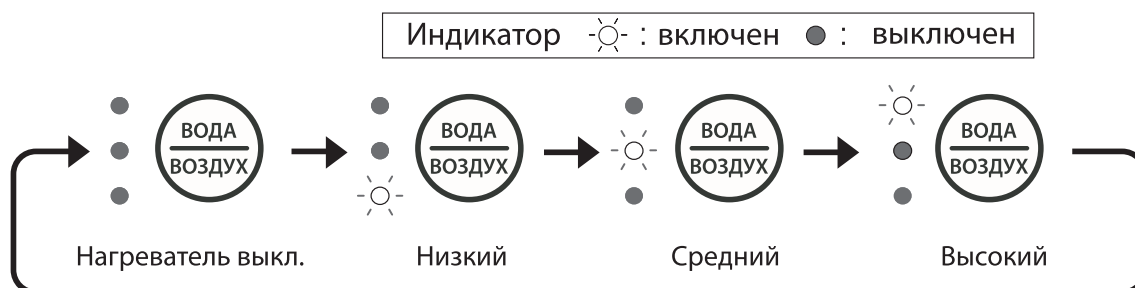 Индикатор : включен : выключен
ВОДА ВОДА ВОДА ВОДА
ВОЗДУХ ВОЗДУХ ВОЗДУХ ВОЗДУХ
Нагреватель выкл. Низкий Средний Высокий